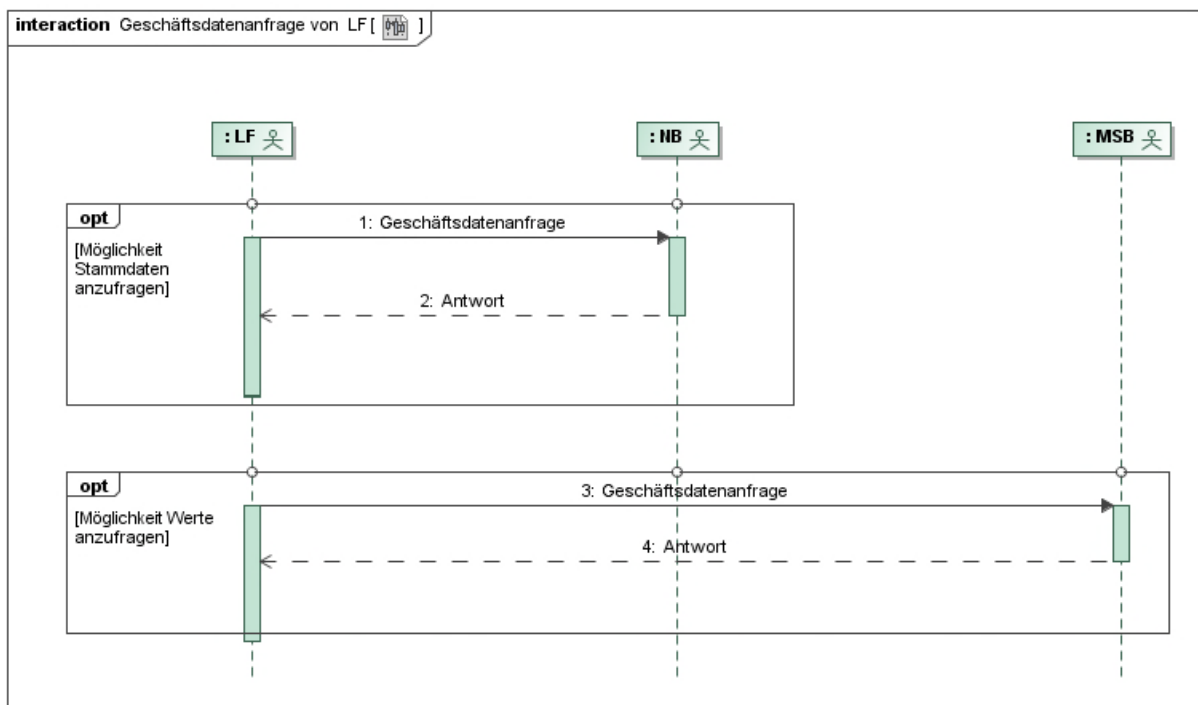 interaction Geschäftsdatenanfrage von LF[ ]
: LF
: NB
: MSB
opt
1: Geschäftsdatenanfrage
[Möglichkeit
Stammdaten
anzufragen]
2: Antwort
opt
3: Geschäftsdatenanfrage
[Möglichkeit Werte
anzufragen]
4: Antwort